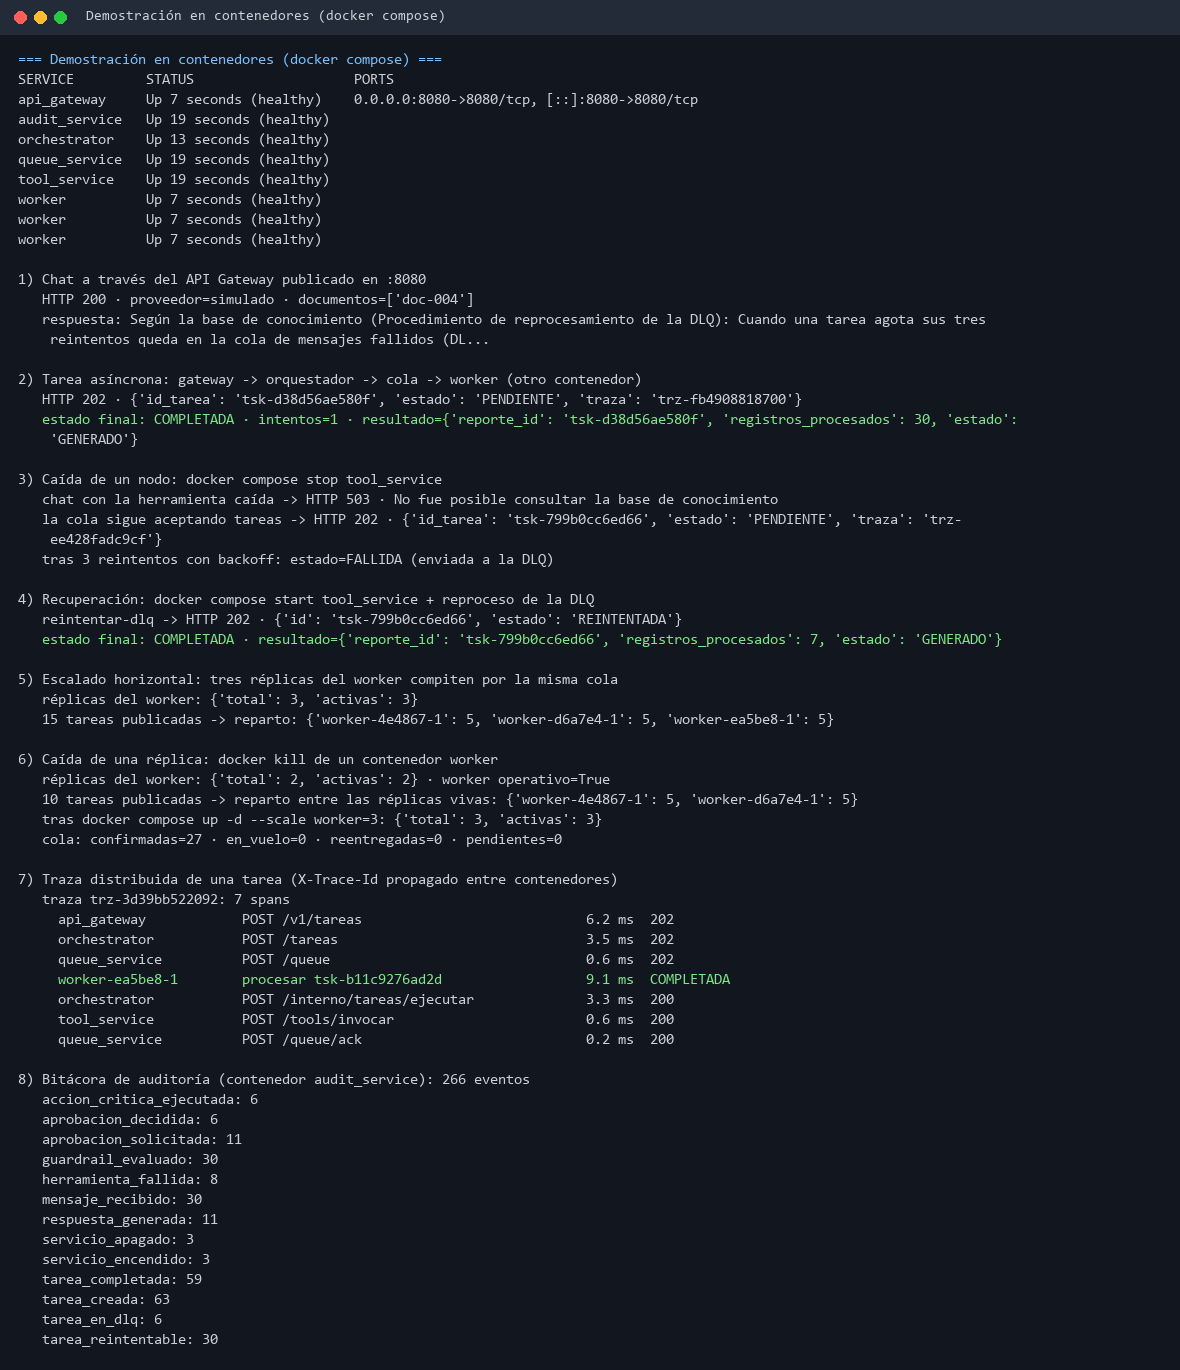 Demostración en contenedores (docker compose)
=== Demostración en contenedores (docker compose) ===
SERVICE         STATUS                    PORTS
api_gateway     Up 7 seconds (healthy)    0.0.0.0:8080->8080/tcp, [::]:8080->8080/tcp
audit_service   Up 19 seconds (healthy)
orchestrator    Up 13 seconds (healthy)
queue_service   Up 19 seconds (healthy)
tool_service    Up 19 seconds (healthy)
worker          Up 7 seconds (healthy)
worker          Up 7 seconds (healthy)
worker          Up 7 seconds (healthy)
1) Chat a través del API Gateway publicado en :8080
HTTP 200 · proveedor=simulado · documentos=['doc-004']
respuesta: Según la base de conocimiento (Procedimiento de reprocesamiento de la DLQ): Cuando una tarea agota sus tres
reintentos queda en la cola de mensajes fallidos (DL...
2) Tarea asíncrona: gateway -> orquestador -> cola -> worker (otro contenedor)
HTTP 202 · {'id_tarea': 'tsk-d38d56ae580f', 'estado': 'PENDIENTE', 'traza': 'trz-fb4908818700'}
estado final: COMPLETADA · intentos=1 · resultado={'reporte_id': 'tsk-d38d56ae580f', 'registros_procesados': 30, 'estado':
'GENERADO'}
3) Caída de un nodo: docker compose stop tool_service
chat con la herramienta caída -> HTTP 503 · No fue posible consultar la base de conocimiento
la cola sigue aceptando tareas -> HTTP 202 · {'id_tarea': 'tsk-799b0cc6ed66', 'estado': 'PENDIENTE', 'traza': 'trz-
ee428fadc9cf'}
tras 3 reintentos con backoff: estado=FALLIDA (enviada a la DLQ)
4) Recuperación: docker compose start tool_service + reproceso de la DLQ
reintentar-dlq -> HTTP 202 · {'id': 'tsk-799b0cc6ed66', 'estado': 'REINTENTADA'}
estado final: COMPLETADA · resultado={'reporte_id': 'tsk-799b0cc6ed66', 'registros_procesados': 7, 'estado': 'GENERADO'}
5) Escalado horizontal: tres réplicas del worker compiten por la misma cola
réplicas del worker: {'total': 3, 'activas': 3}
15 tareas publicadas -> reparto: {'worker-4e4867-1': 5, 'worker-d6a7e4-1': 5, 'worker-ea5be8-1': 5}
6) Caída de una réplica: docker kill de un contenedor worker
réplicas del worker: {'total': 2, 'activas': 2} · worker operativo=True
10 tareas publicadas -> reparto entre las réplicas vivas: {'worker-4e4867-1': 5, 'worker-d6a7e4-1': 5}
tras docker compose up -d --scale worker=3: {'total': 3, 'activas': 3}
cola: confirmadas=27 · en_vuelo=0 · reentregadas=0 · pendientes=0
7) Traza distribuida de una tarea (X-Trace-Id propagado entre contenedores)
traza trz-3d39bb522092: 7 spans
api_gateway            POST /v1/tareas                            6.2 ms  202
orchestrator           POST /tareas                               3.5 ms  202
queue_service          POST /queue                                0.6 ms  202
worker-ea5be8-1        procesar tsk-b11c9276ad2d                  9.1 ms  COMPLETADA
orchestrator           POST /interno/tareas/ejecutar              3.3 ms  200
tool_service           POST /tools/invocar                        0.6 ms  200
queue_service          POST /queue/ack                            0.2 ms  200
8) Bitácora de auditoría (contenedor audit_service): 266 eventos
accion_critica_ejecutada: 6
aprobacion_decidida: 6
aprobacion_solicitada: 11
guardrail_evaluado: 30
herramienta_fallida: 8
mensaje_recibido: 30
respuesta_generada: 11
servicio_apagado: 3
servicio_encendido: 3
tarea_completada: 59
tarea_creada: 63
tarea_en_dlq: 6
tarea_reintentable: 30